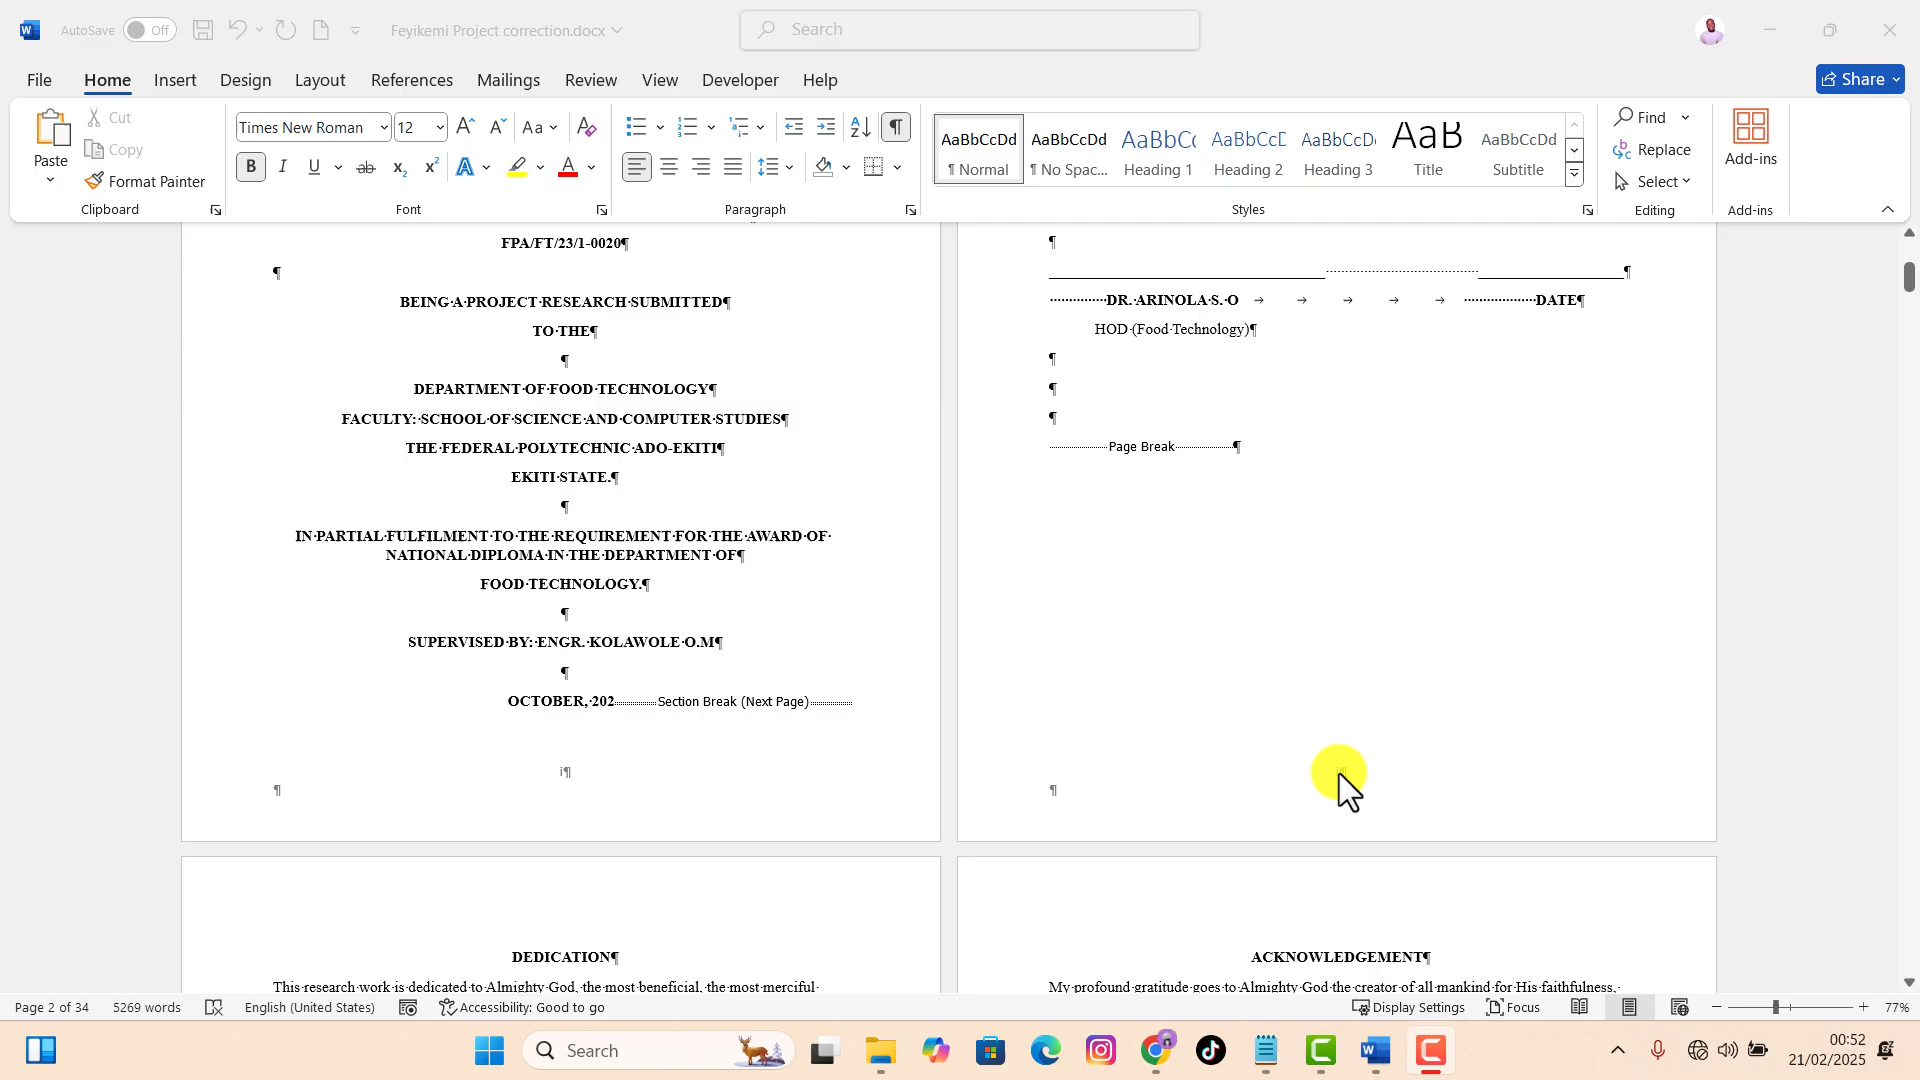 AutoSave Off Feyikemi Project correction.docx Search
File Home Insert Design Layout References Mailings Review View Developer Help Share
Paste Cut Copy Format Painter
Times New Roman 12 Aa
B I U ab x₂ x² A A
AaBbCcDd AaBbCcDd AaBbC AaBbCcD AaBbCcDc AaB AaBbCcDd
¶ Normal ¶ No Spac... Heading 1 Heading 2 Heading 3 Title Subtitle
Find Replace Select Add-ins
Clipboard Font Paragraph Styles Editing Add-ins
FPA/FT/23/1-0020¶
¶
BEING·A·PROJECT·RESEARCH·SUBMITTED¶
TO·THE¶
¶
DEPARTMENT·OF·FOOD·TECHNOLOGY¶
FACULTY:·SCHOOL·OF·SCIENCE·AND·COMPUTER·STUDIES¶
THE·FEDERAL·POLYTECHNIC·ADO-EKITI¶
EKITI·STATE.¶
¶
IN·PARTIAL·FULFILMENT·TO·THE·REQUIREMENT·FOR·THE·AWARD·OF·
NATIONAL·DIPLOMA·IN·THE·DEPARTMENT·OF¶
FOOD·TECHNOLOGY.¶
¶
SUPERVISED·BY:·ENGR.·KOLAWOLE·O.M¶
¶
OCTOBER,·202 Section Break (Next Page)
i¶
¶
¶
¶
DR.·ARINOLA·S.·O → → → → → DATE¶
HOD·(Food·Technology)¶
¶
¶
¶
Page Break ¶
¶
DEDICATION¶
This·research·work·is·dedicated·to·Almighty·God,·the·most·beneficial,·the·most·merciful·
ACKNOWLEDGEMENT¶
My·profound·gratitude·goes·to·Almighty·God·the·creator·of·all·mankind·for·His·faithfulness,·
Page 2 of 34 5269 words English (United States) Accessibility: Good to go Display Settings Focus 77%
Search
00:52
21/02/2025